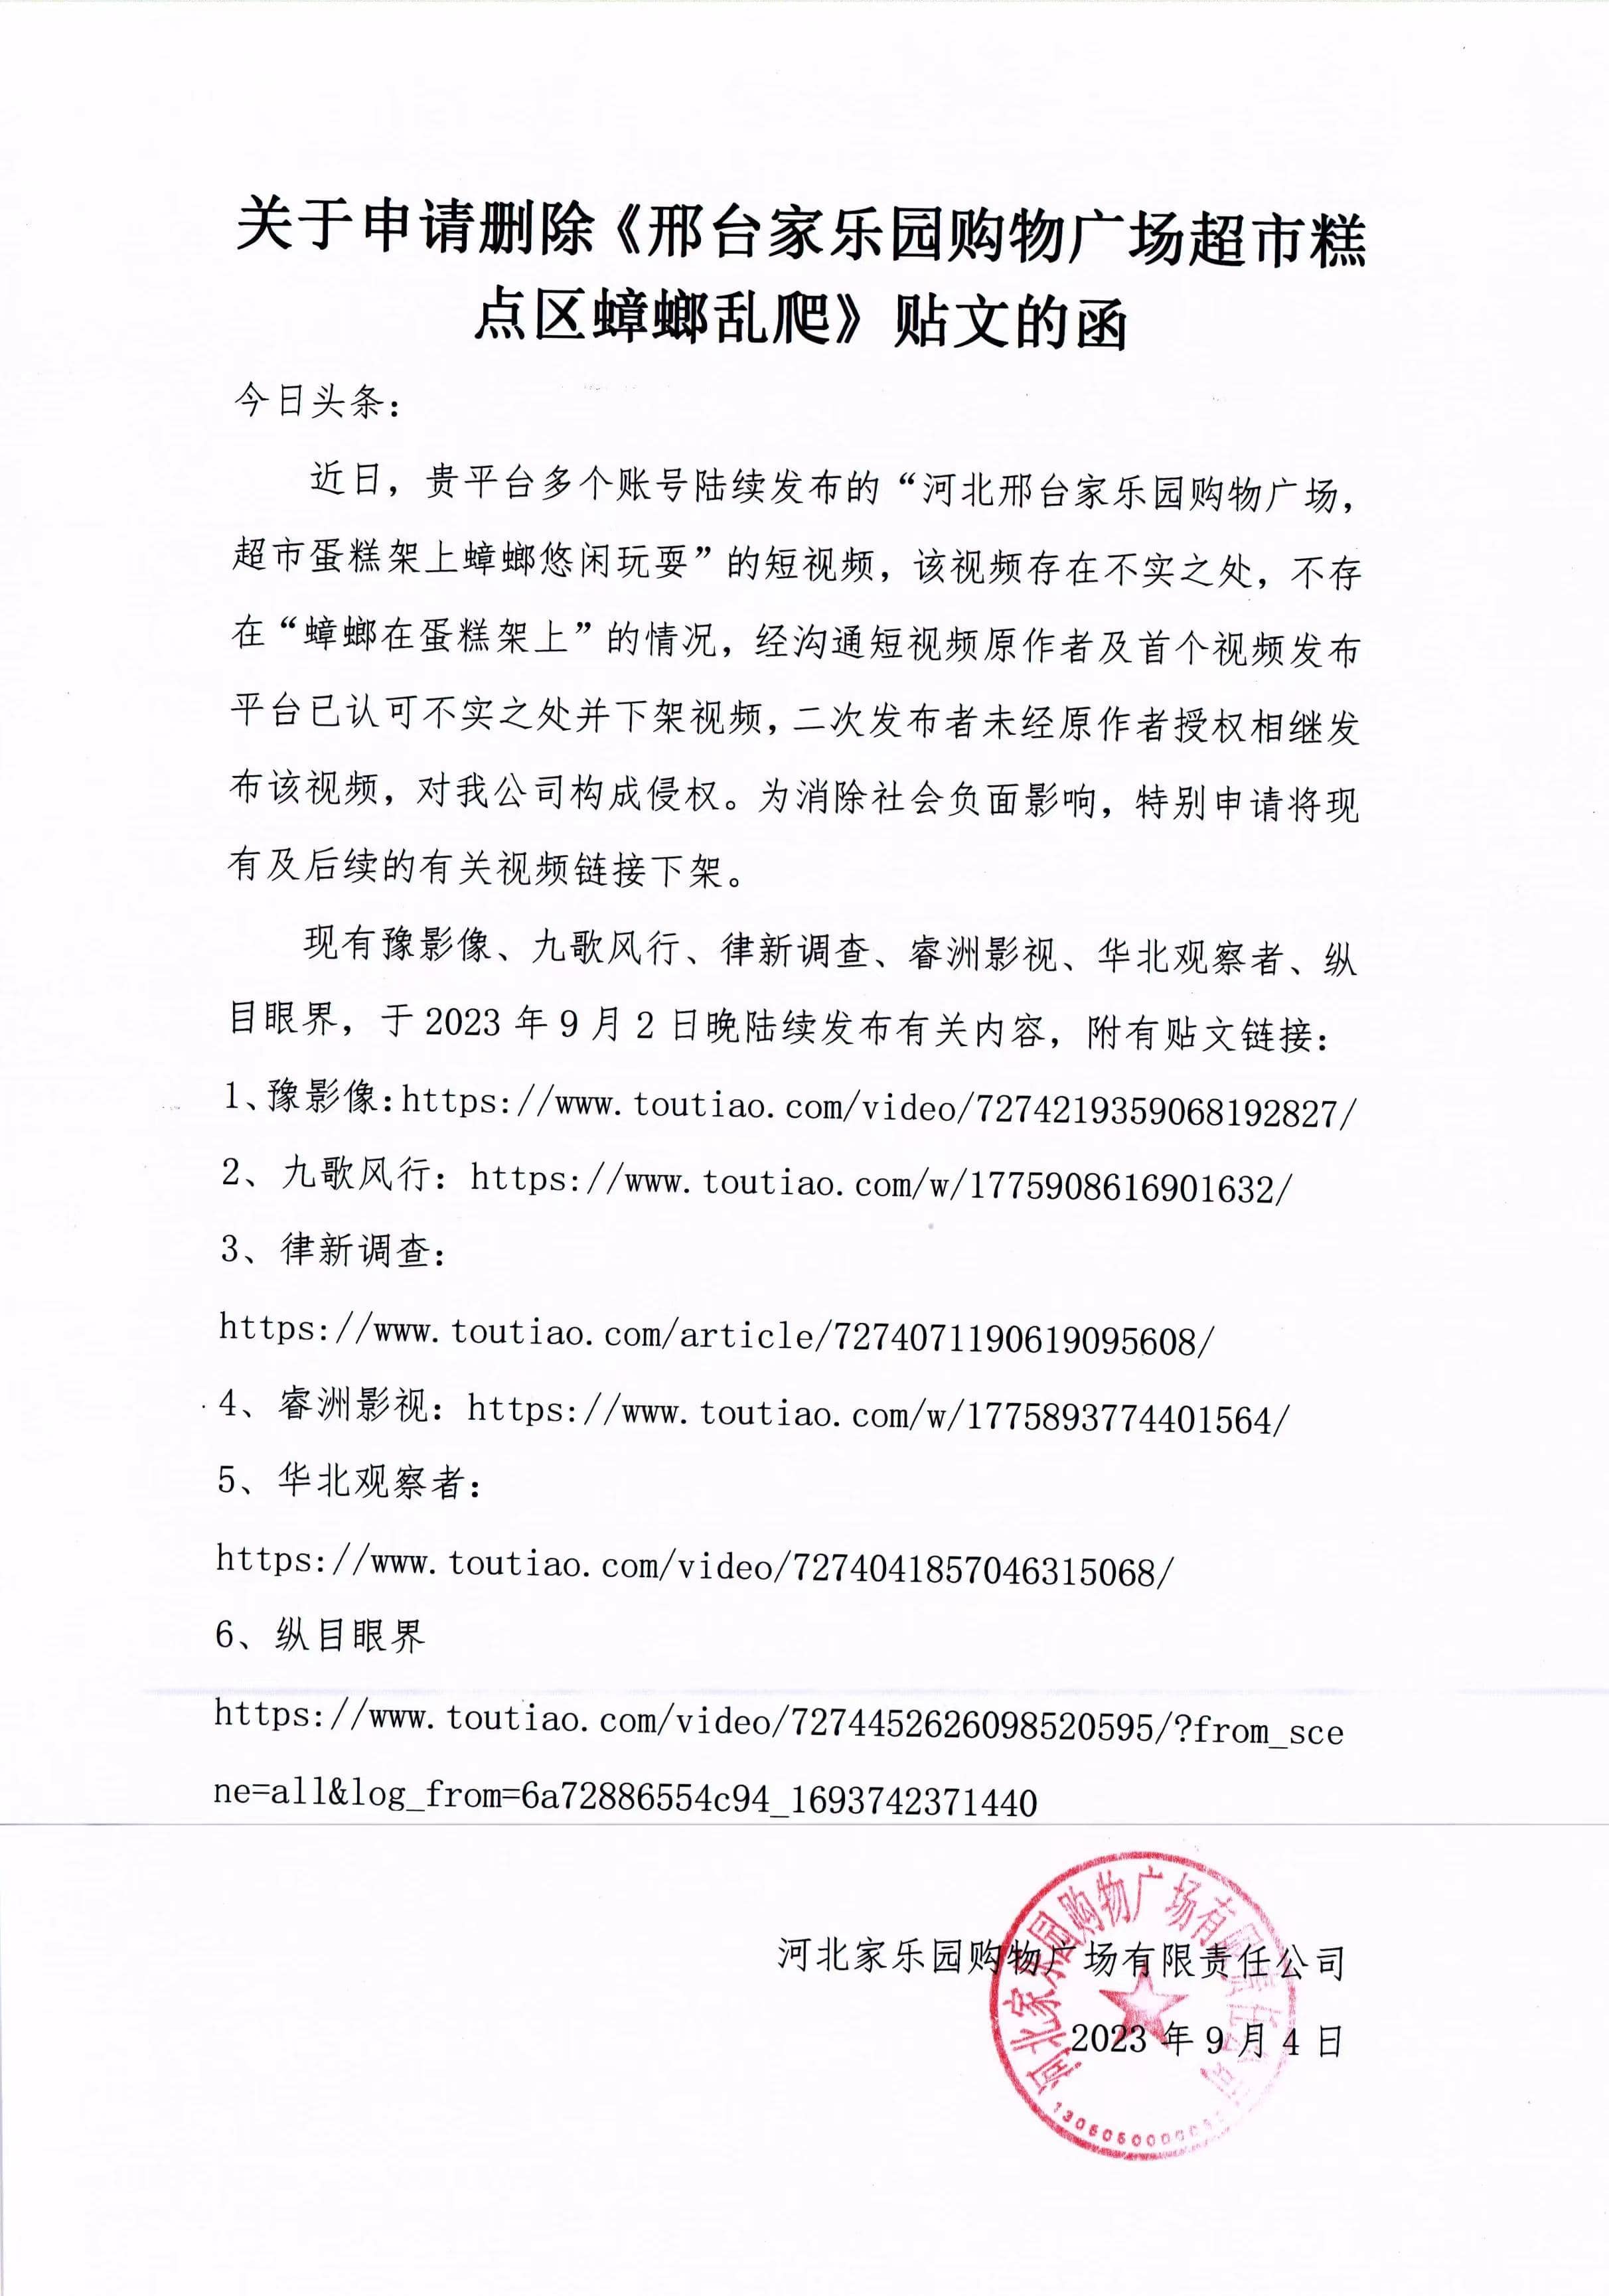 关于申请删除《邢台家乐园购物广场超市糕
点区蟑螂乱爬》贴文的函
今日头条：
近日，贵平台多个账号陆续发布的“河北邢台家乐园购物广场，
超市蛋糕架上蟑螂悠闲玩耍”的短视频，该视频存在不实之处，不存
在“蟑螂在蛋糕架上”的情况，经沟通短视频原作者及首个视频发布
平台已认可不实之处并下架视频，二次发布者未经原作者授权相继发
布该视频，对我公司构成侵权。为消除社会负面影响，特别申请将现
有及后续的有关视频链接下架。
现有豫影像、九歌风行、律新调查、睿洲影视、华北观察者、纵
目眼界，于 2023 年 9 月 2 日晚陆续发布有关内容，附有贴文链接：
1、豫影像：https://www.toutiao.com/video/7274219359068192827/
2、九歌风行：https://www.toutiao.com/w/1775908616901632/
3、律新调查：
https://www.toutiao.com/article/7274071190619095608/
4、睿洲影视：https://www.toutiao.com/w/1775893774401564/
5、华北观察者：
https://www.toutiao.com/video/7274041857046315068/
6、纵目眼界
https://www.toutiao.com/video/7274452626098520595/?from_sce
ne=all&log_from=6a72886554c94_1693742371440
河北家乐园购物广场有限责任公司
2023 年 9 月 4 日
河北家乐园购物广场有限责任公司